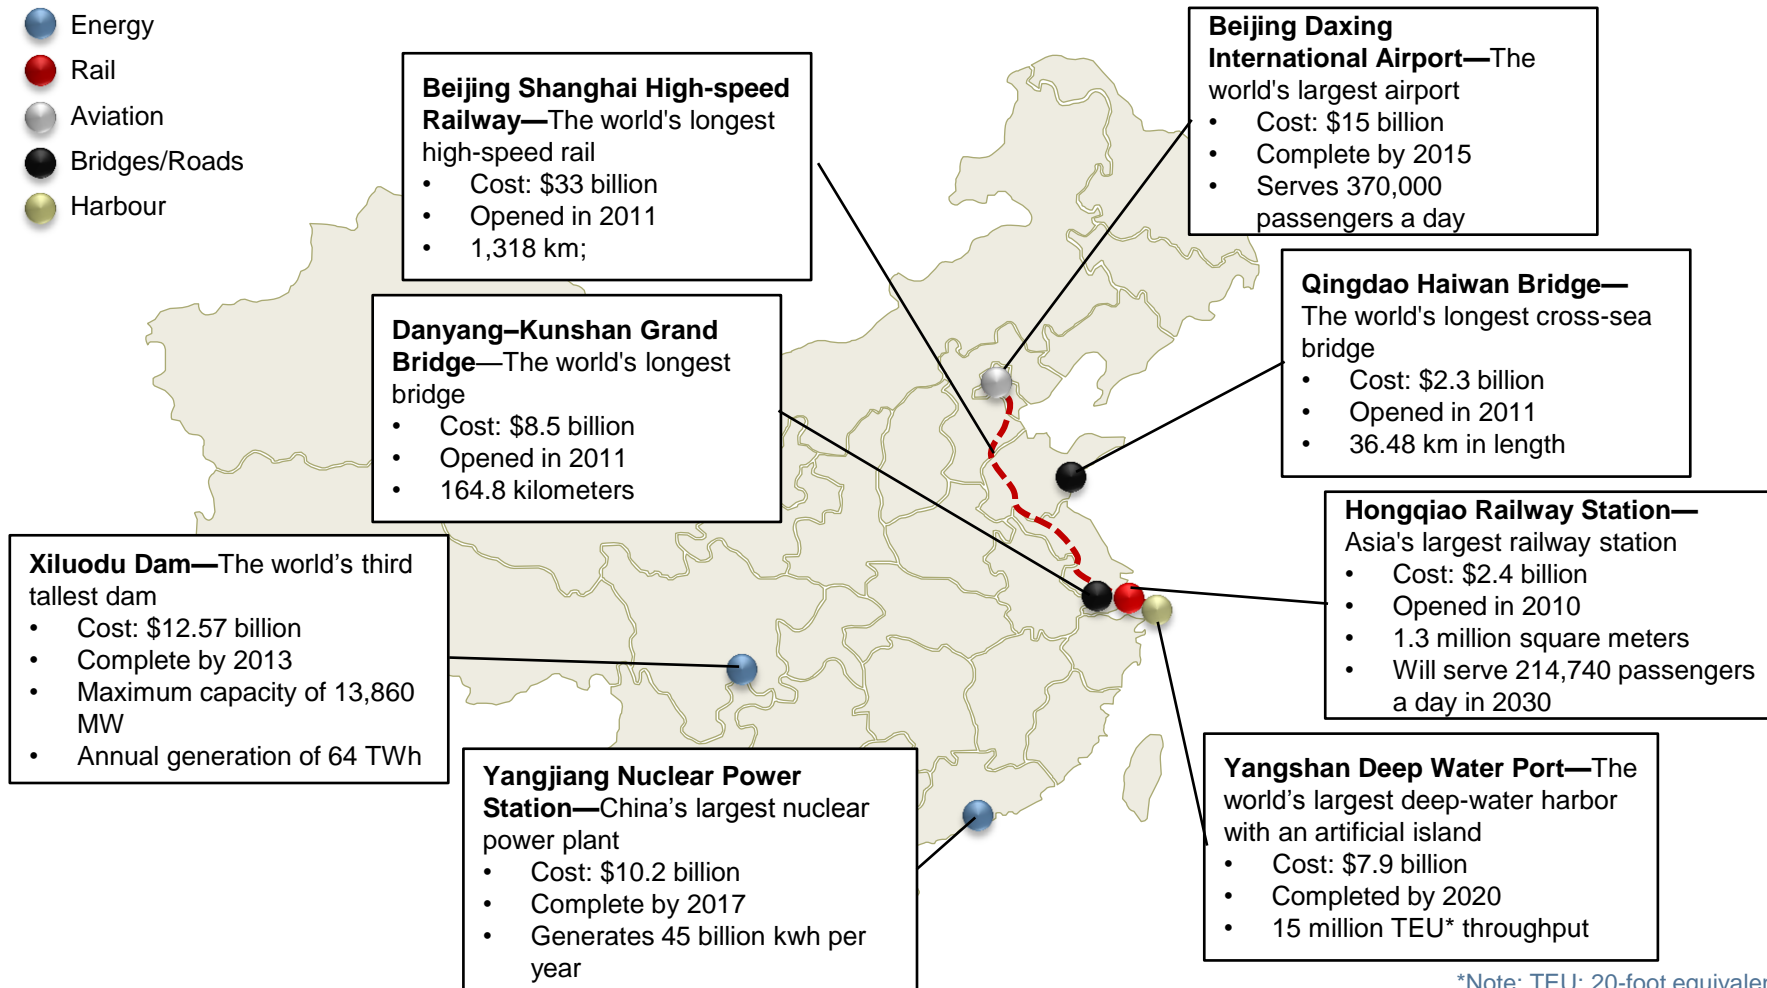 Energy
Rail
Aviation
Bridges/Roads
Harbour
Beijing Shanghai High-speed
Railway—The world's longest
high-speed rail
• Cost: $33 billion
• Opened in 2011
• 1,318 km;
Beijing Daxing
International Airport—The
world's largest airport
• Cost: $15 billion
• Complete by 2015
• Serves 370,000
passengers a day
Danyang–Kunshan Grand
Bridge—The world's longest
bridge
• Cost: $8.5 billion
• Opened in 2011
• 164.8 kilometers
Qingdao Haiwan Bridge—
The world's longest cross-sea
bridge
• Cost: $2.3 billion
• Opened in 2011
• 36.48 km in length
Hongqiao Railway Station—
Asia's largest railway station
• Cost: $2.4 billion
• Opened in 2010
• 1.3 million square meters
• Will serve 214,740 passengers
a day in 2030
Xiluodu Dam—The world’s third
tallest dam
• Cost: $12.57 billion
• Complete by 2013
• Maximum capacity of 13,860
MW
• Annual generation of 64 TWh
Yangjiang Nuclear Power
Station—China’s largest nuclear
power plant
• Cost: $10.2 billion
• Complete by 2017
• Generates 45 billion kwh per
year
Yangshan Deep Water Port—The
world’s largest deep-water harbor
with an artificial island
• Cost: $7.9 billion
• Completed by 2020
• 15 million TEU* throughput
*Note: TEU: 20-foot